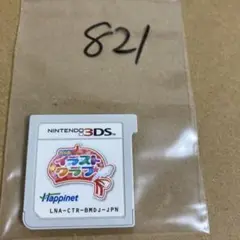 821
NINTENDO 3DS
イラスト
クラブ
Happinet
LNA-CTR-BMDJ-JPN